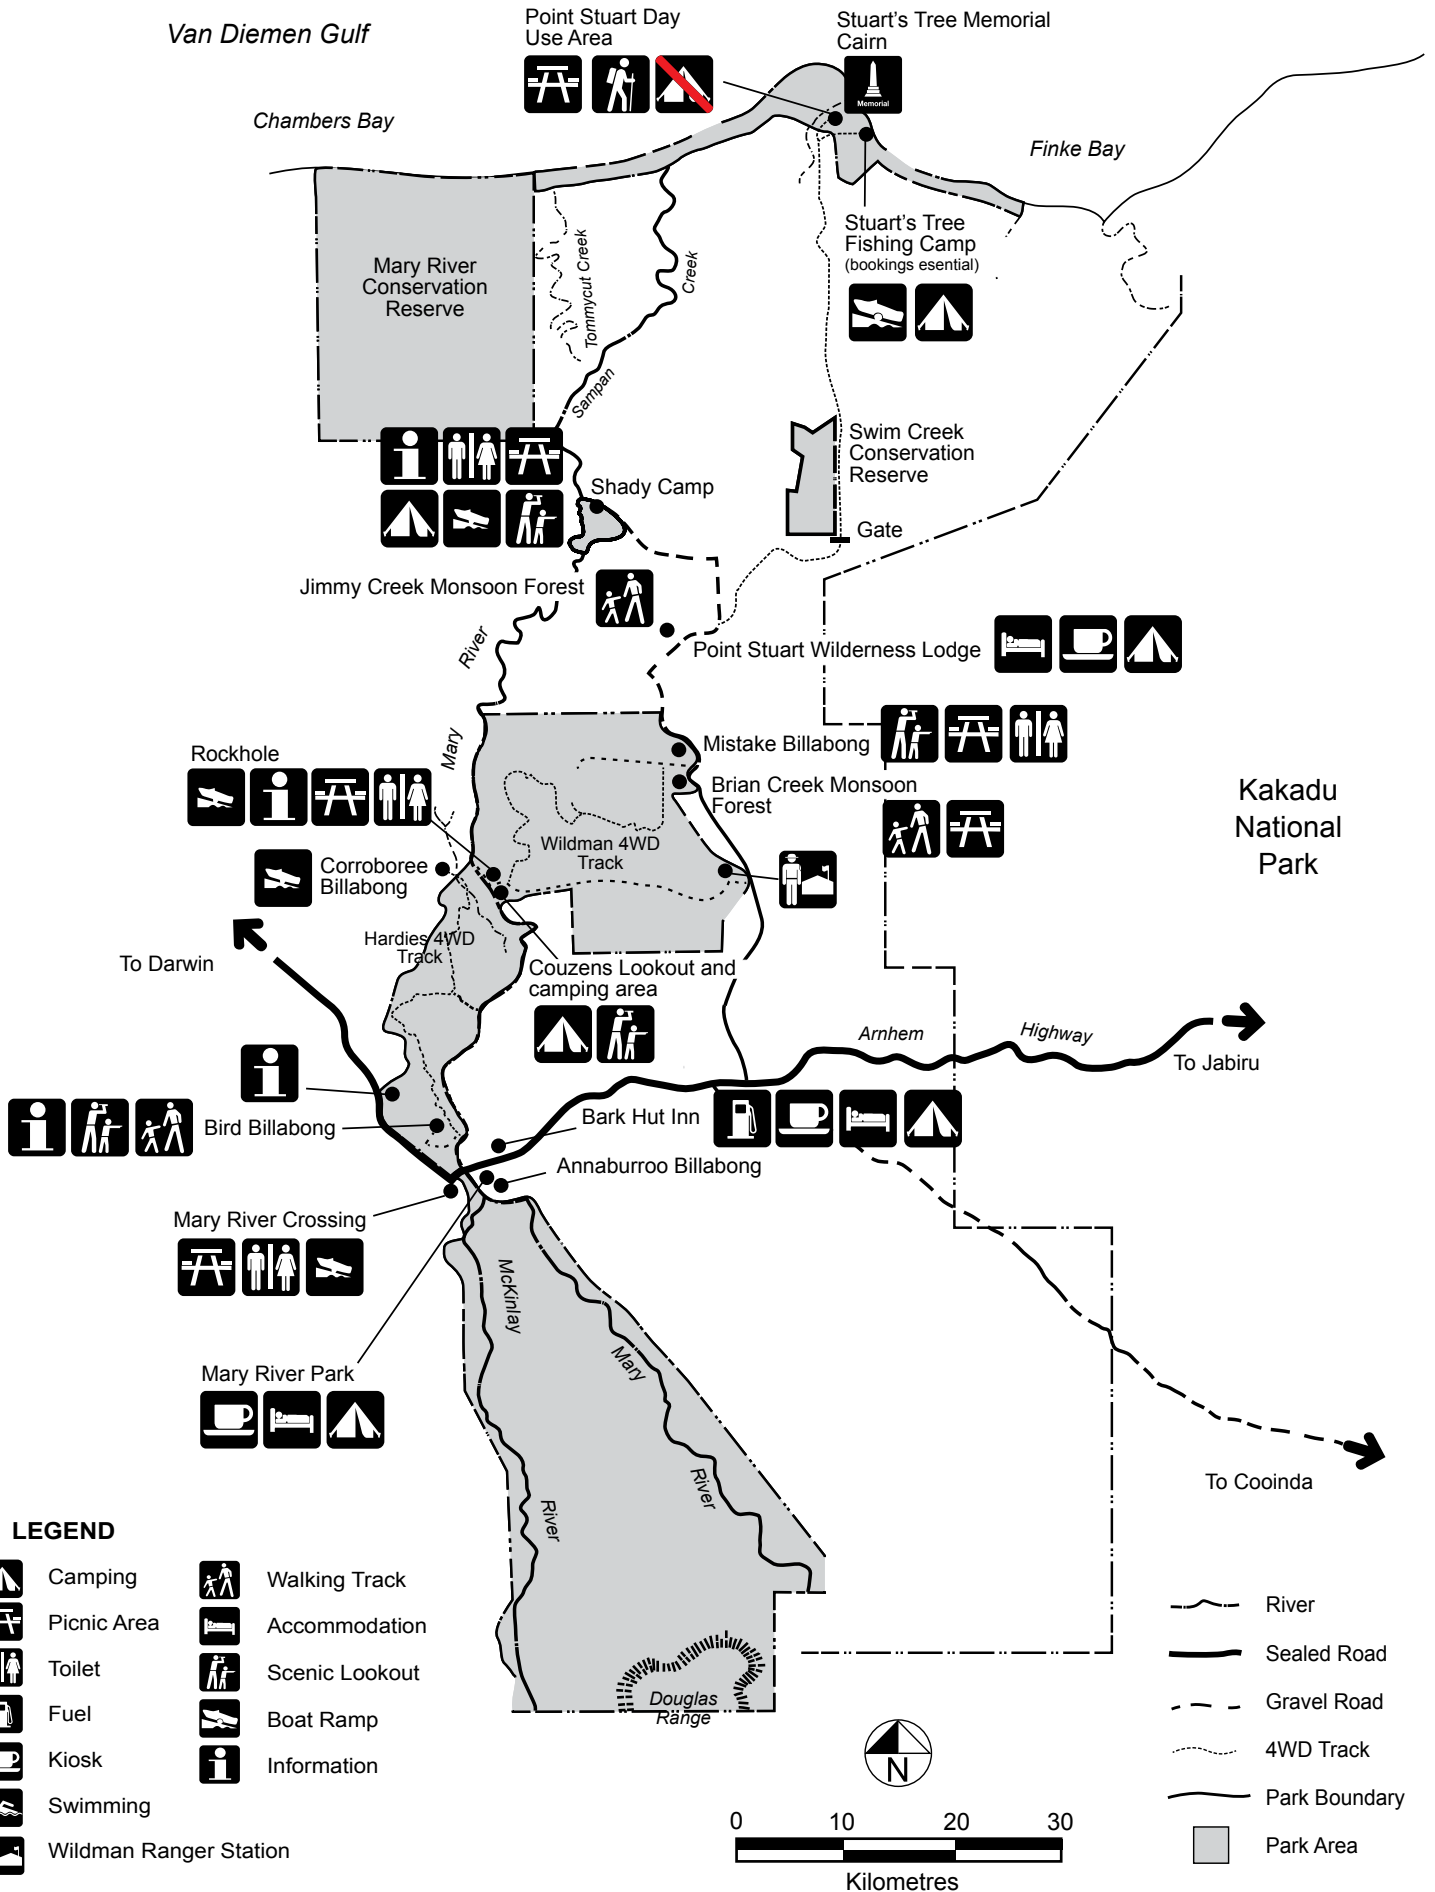 Van Diemen Gulf
Point Stuart Day
Use Area
Stuart's Tree Memorial
Cairn
Memorial
Chambers Bay
Finke Bay
Stuart's Tree
Fishing Camp
(bookings esential)
Mary River
Conservation
Reserve
Tommycut Creek
Creek
Sampan
Swim Creek
Conservation
Reserve
Gate
Shady Camp
Jimmy Creek Monsoon Forest
River
Point Stuart Wilderness Lodge
Mary
Mistake Billabong
Rockhole
Brian Creek Monsoon
Forest
Kakadu
National
Park
Wildman 4WD
Track
Corroboree
Billabong
Hardies 4WD
Track
To Darwin
Couzens Lookout and
camping area
Arnhem
Highway
To Jabiru
Bark Hut Inn
Bird Billabong
Annaburroo Billabong
Mary River Crossing
McKinlay
Mary
Mary River Park
River
River
To Cooinda
LEGEND
Camping
Picnic Area
Toilet
Fuel
Kiosk
Swimming
Wildman Ranger Station
Walking Track
Accommodation
Scenic Lookout
Boat Ramp
Information
Douglas
Range
N
0 10 20 30
Kilometres
River
Sealed Road
Gravel Road
4WD Track
Park Boundary
Park Area